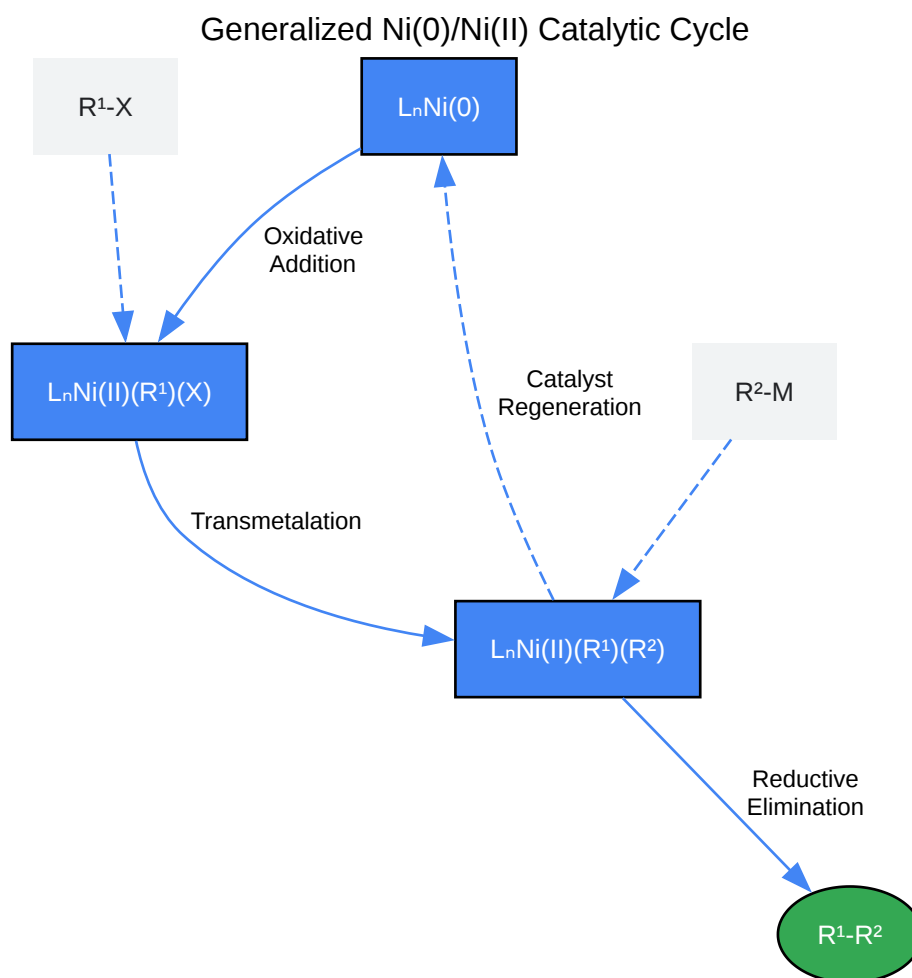 Generalized Ni(0)/Ni(II) Catalytic Cycle
R¹-X
LₙNi(0)
Oxidative
Addition
LₙNi(II)(R¹)(X)
Catalyst
Regeneration
R²-M
Transmetalation
LₙNi(II)(R¹)(R²)
Reductive
Elimination
R¹-R²